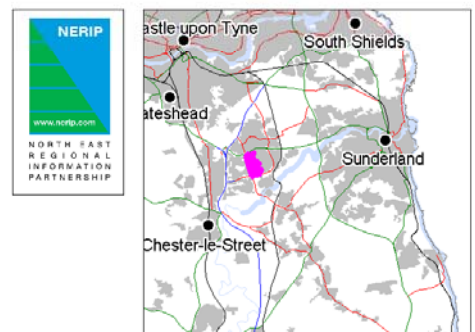 NERIP
www.nerip.com
NORTH EAST
REGIONAL
INFORMATION
PARTNERSHIP
astle upon Tyne
South Shields
ateshead
Sunderland
Chester-le-Street